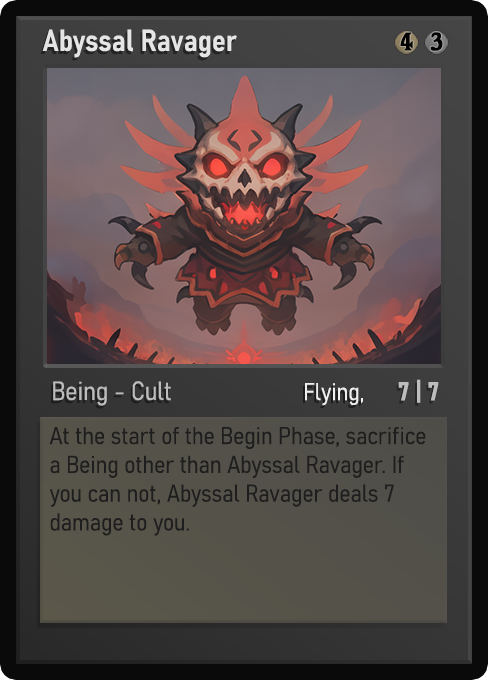 Abyssal Ravager 4 3
Being - Cult Flying, 7|7
At the start of the Begin Phase, sacrifice
a Being other than Abyssal Ravager. If
you can not, Abyssal Ravager deals 7
damage to you.